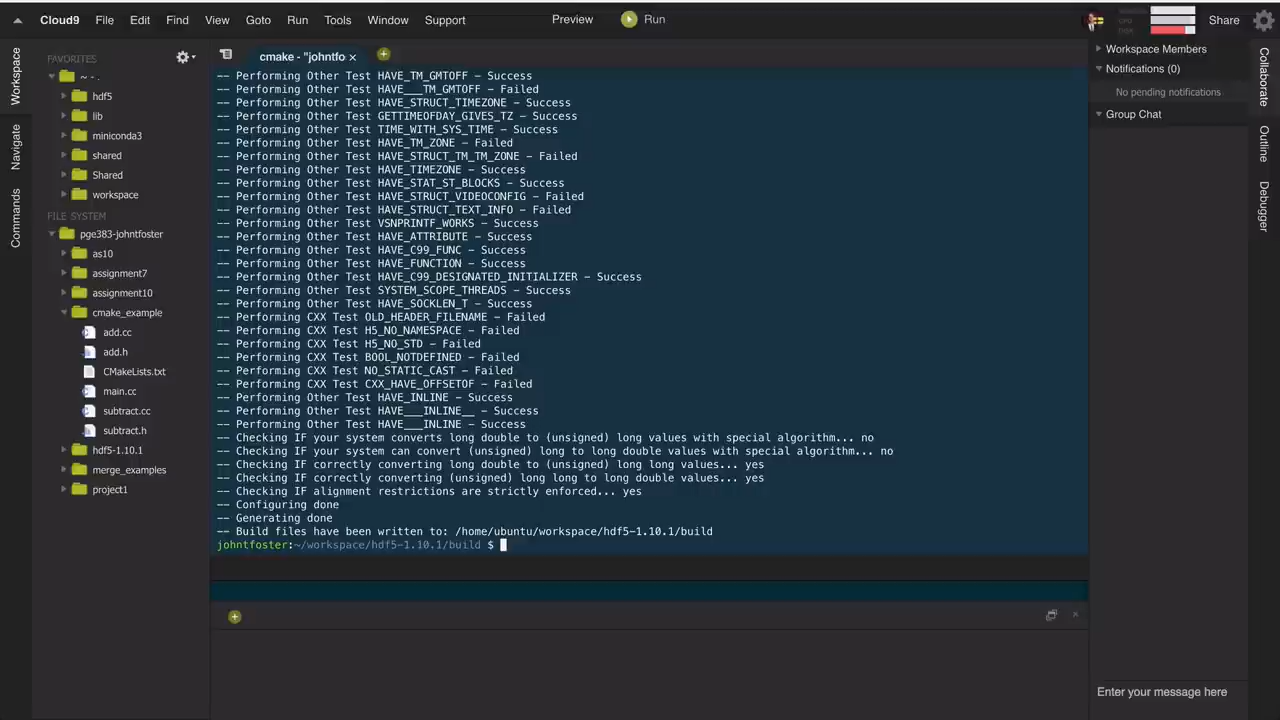 Cloud9 File Edit Find View Goto Run Tools Window Support Preview Run Share
Workspace
Navigate
Commands
FAVORITES
~ - .
hdf5
lib
miniconda3
shared
Shared
workspace
FILE SYSTEM
pge383-johntfoster
as10
assignment7
assignment10
cmake_example
add.cc
add.h
CMakeLists.txt
main.cc
subtract.cc
subtract.h
hdf5-1.10.1
merge_examples
project1
cmake - "johntfo
-- Performing Other Test HAVE_TM_GMTOFF - Success
-- Performing Other Test HAVE___TM_GMTOFF - Failed
-- Performing Other Test HAVE_STRUCT_TIMEZONE - Success
-- Performing Other Test GETTIMEOFDAY_GIVES_TZ - Success
-- Performing Other Test TIME_WITH_SYS_TIME - Success
-- Performing Other Test HAVE_TM_ZONE - Failed
-- Performing Other Test HAVE_STRUCT_TM_TM_ZONE - Failed
-- Performing Other Test HAVE_TIMEZONE - Success
-- Performing Other Test HAVE_STAT_ST_BLOCKS - Success
-- Performing Other Test HAVE_STRUCT_VIDEOCONFIG - Failed
-- Performing Other Test HAVE_STRUCT_TEXT_INFO - Failed
-- Performing Other Test VSNPRINTF_WORKS - Success
-- Performing Other Test HAVE_ATTRIBUTE - Success
-- Performing Other Test HAVE_C99_FUNC - Success
-- Performing Other Test HAVE_FUNCTION - Success
-- Performing Other Test HAVE_C99_DESIGNATED_INITIALIZER - Success
-- Performing Other Test SYSTEM_SCOPE_THREADS - Success
-- Performing Other Test HAVE_SOCKLEN_T - Success
-- Performing CXX Test OLD_HEADER_FILENAME - Failed
-- Performing CXX Test H5_NO_NAMESPACE - Failed
-- Performing CXX Test H5_NO_STD - Failed
-- Performing CXX Test BOOL_NOTDEFINED - Failed
-- Performing CXX Test NO_STATIC_CAST - Failed
-- Performing CXX Test CXX_HAVE_OFFSETOF - Failed
-- Performing Other Test HAVE_INLINE - Success
-- Performing Other Test HAVE___INLINE__ - Success
-- Performing Other Test HAVE___INLINE - Success
-- Checking IF your system converts long double to (unsigned) long values with special algorithm... no
-- Checking IF your system can convert (unsigned) long to long double values with special algorithm... no
-- Checking IF correctly converting long double to (unsigned) long long values... yes
-- Checking IF correctly converting (unsigned) long long to long double values... yes
-- Checking IF alignment restrictions are strictly enforced... yes
-- Configuring done
-- Generating done
-- Build files have been written to: /home/ubuntu/workspace/hdf5-1.10.1/build
johntfoster:~/workspace/hdf5-1.10.1/build $
Workspace Members
Notifications (0)
No pending notifications
Group Chat
Enter your message here
Collaborate
Outline
Debugger